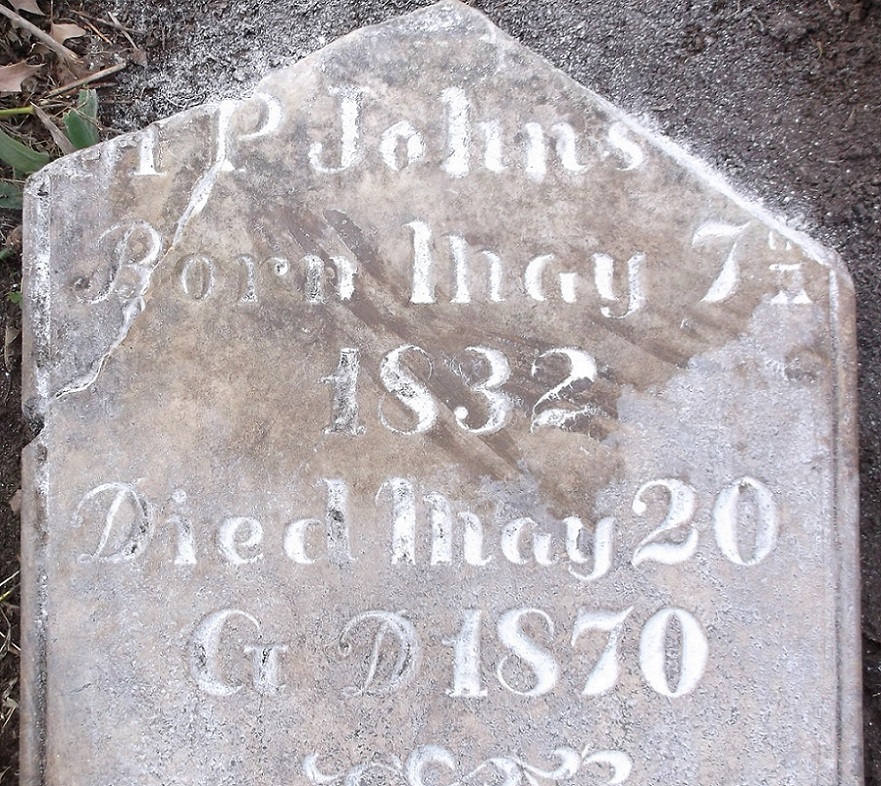 P Johns
Born May 7th
1832
Died May 20
G D 1870